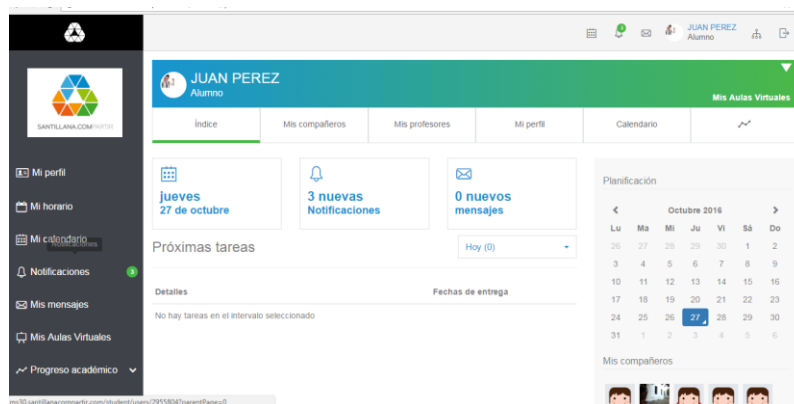 JUAN PEREZ
Alumno
SANTILLANA.COMPARTIR
JUAN PEREZ
Alumno
Mis Aulas Virtuales
Índice Mis compañeros Mis profesores Mi perfil Calendario
Mi perfil
Mi horario
Mi calendario
Notificaciones
Notificaciones 3
Mis mensajes
Mis Aulas Virtuales
Progreso académico
jueves
27 de octubre
3 nuevas
Notificaciones
0 nuevos
mensajes
Próximas tareas
Hoy (0)
Detalles Fechas de entrega
No hay tareas en el intervalo seleccionado
Planificación
Octubre 2016
Lu Ma Mi Ju Vi Sá Do
26 27 28 29 30 1 2
3 4 5 6 7 8 9
10 11 12 13 14 15 16
17 18 19 20 21 22 23
24 25 26 27 28 29 30
31 1 2 3 4 5 6
Mis compañeros